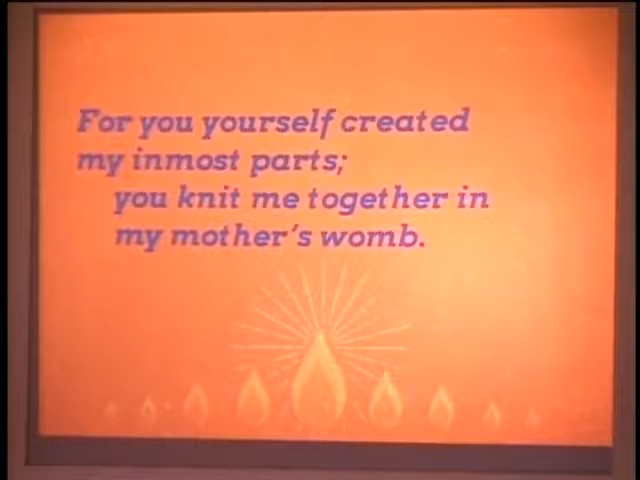 For you yourself created
my inmost parts;
you knit me together in
my mother's womb.